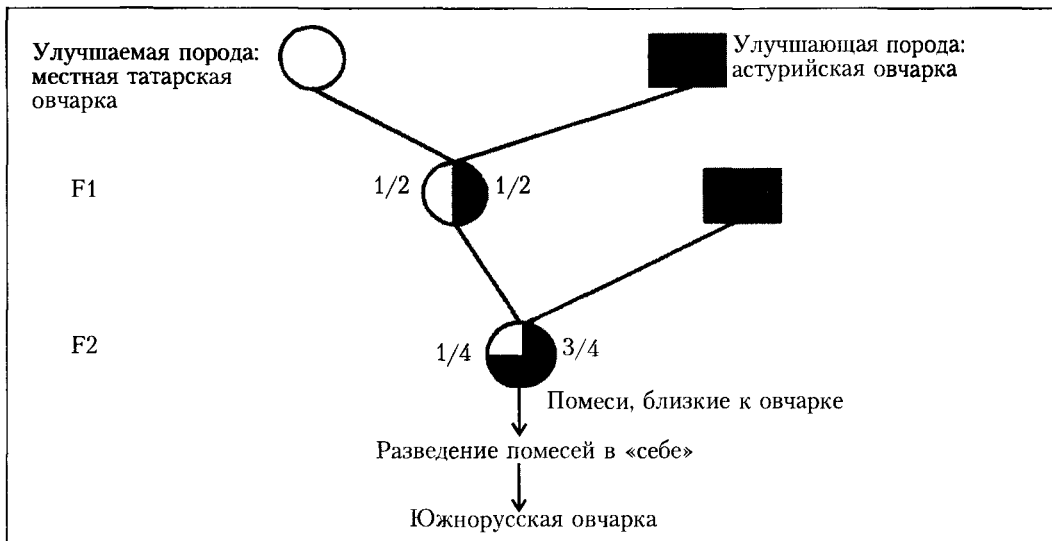 Улучшаемая порода:
местная татарская
овчарка
Улучшающая порода:
астурийская овчарка
F1
1/2
1/2
F2
1/4
3/4
Помеси, близкие к овчарке
Разведение помесей в «себе»
Южнорусская овчарка